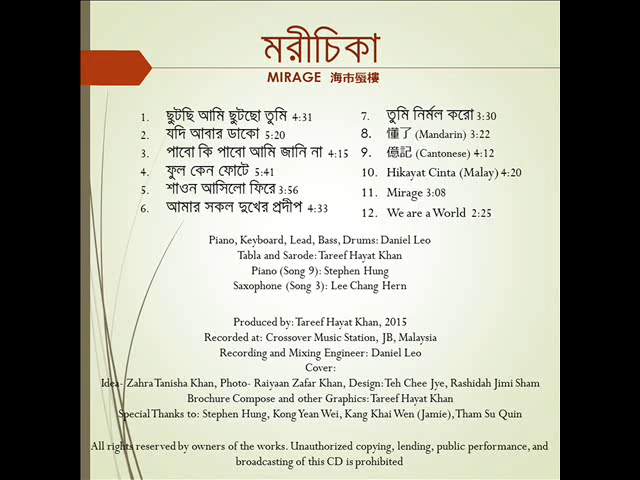 মরীচিকা
MIRAGE 海市蜃樓
1. ছুটছি আমি ছুটছো তুমি 4:31
2. যদি আবার ডাকো 5:20
3. পাবো কি পাবো আমি জানি না 4:15
4. ফুল কেন ফোটে 5:41
5. শাওন আসিলো ফিরে 3:56
6. আমার সকল দুখের প্রদীপ 4:33
7. তুমি নির্মল করো 3:30
8. 懂了 (Mandarin) 3:22
9. 億記 (Cantonese) 4:12
10. Hikayat Cinta (Malay) 4:20
11. Mirage 3:08
12. We are a World 2:25
Piano, Keyboard, Lead, Bass, Drums: Daniel Leo
Tabla and Sarode: Tareef Hayat Khan
Piano (Song 9): Stephen Hung
Saxophone (Song 3): Lee Chang Hern
Produced by: Tareef Hayat Khan, 2015
Recorded at: Crossover Music Station, JB, Malaysia
Recording and Mixing Engineer: Daniel Leo
Cover:
Idea- Zahra Tanisha Khan, Photo- Raiyaan Zafar Khan, Design: Teh Chee Jye, Rashidah Jimi Sham
Brochure Compose and other Graphics: Tareef Hayat Khan
Special Thanks to: Stephen Hung, Kong Yean Wei, Kang Khai Wen (Jamie), Tham Su Quin
All rights reserved by owners of the works. Unauthorized copying, lending, public performance, and
broadcasting of this CD is prohibited